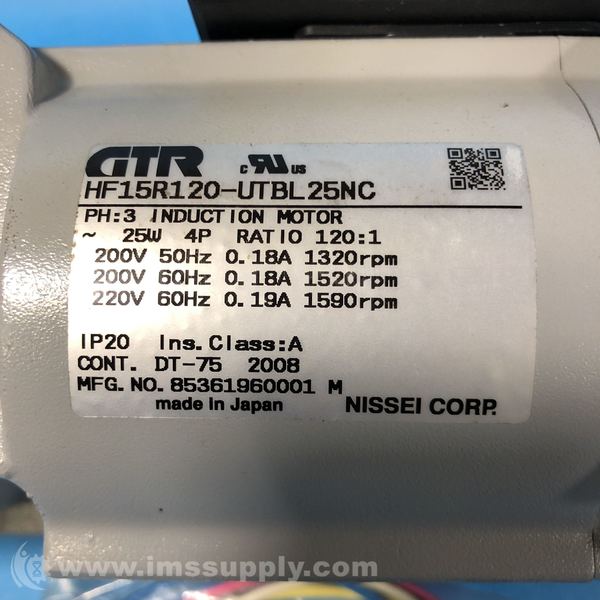 GTR c RU US
HF15R120-UTBL25NC
PH:3 INDUCTION MOTOR
~ 25W 4P RATIO 120:1
200V 50Hz 0.18A 1320rpm
200V 60Hz 0.18A 1520rpm
220V 60Hz 0.19A 1590rpm
IP20 Ins.Class:A
CONT. DT-75 2008
MFG.NO.85361960001 M
made in Japan NISSEI CORP.
www.imssupply.com